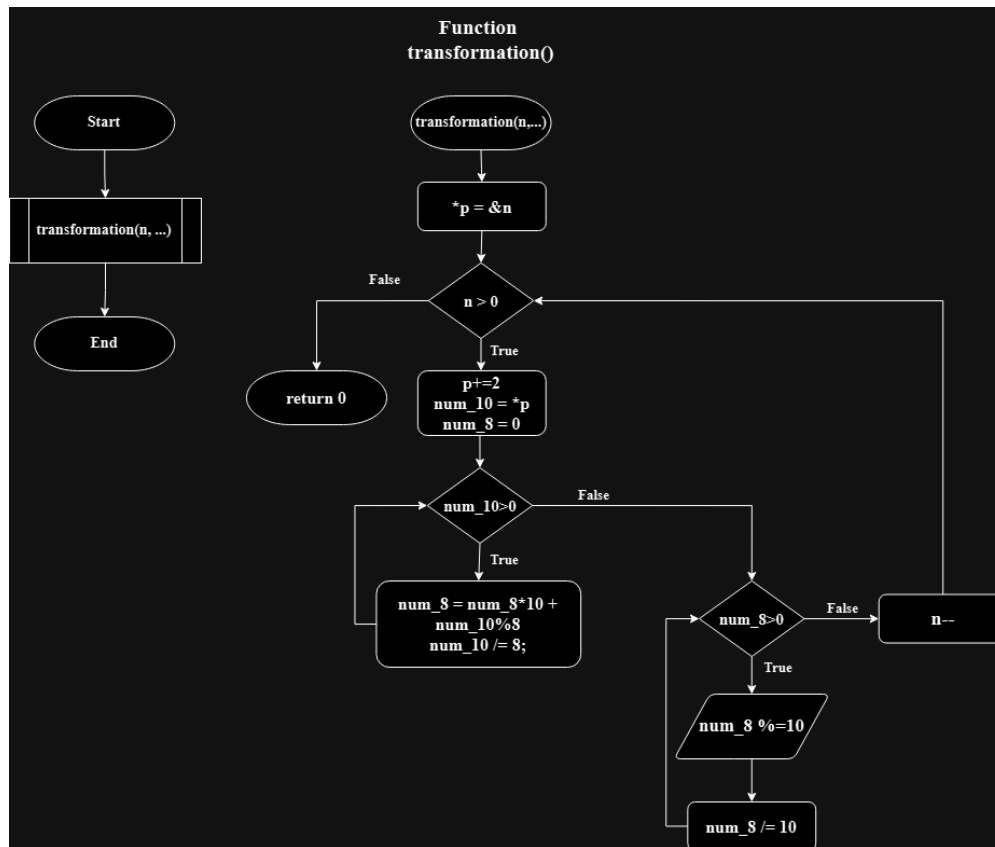 Function
transformation()
Start
transformation(n, ...)
End
transformation(n,...)
*p = &n
n > 0
False
True
return 0
p+=2
num_10 = *p
num_8 = 0
num_10>0
False
True
num_8 = num_8*10 +
num_10%8
num_10 /= 8;
num_8>0
False
n--
True
num_8 %=10
num_8 /= 10